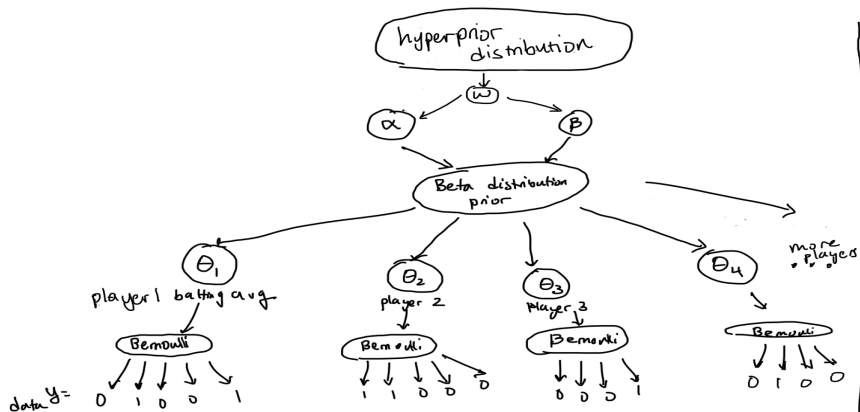 hyperprior
distribution
ω
α
β
Beta distribution
prior
θ1
player 1 batting avg
θ2
player 2
θ3
player 3
θ4
more
players
...
Bernoulli
Bernoulli
Bernoulli
Bernoulli
data y=
0 1 0 0 1
1 1 0 0 0
0 0 0 1
0 1 0 0